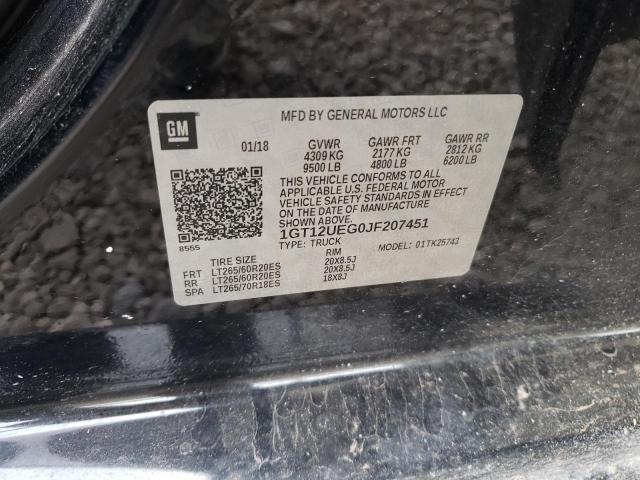 GM
MFD BY GENERAL MOTORS LLC
01/18 GVWR GAWR FRT GAWR RR
4309 KG 2177 KG 2812 KG
9500 LB 4800 LB 6200 LB
THIS VEHICLE CONFORMS TO ALL
APPLICABLE U.S. FEDERAL MOTOR
VEHICLE SAFETY STANDARDS IN EFFECT
ON THE DATE OF MANUFACTURE
SHOWN ABOVE.
8555 1GT12UEG0JF207451
TYPE: TRUCK MODEL: 01TK25743
TIRE SIZE RIM
FRT LT265/60R20ES 20X8.5J
RR LT265/60R20ES 20X8.5J
SPA LT265/70R18ES 18X8J